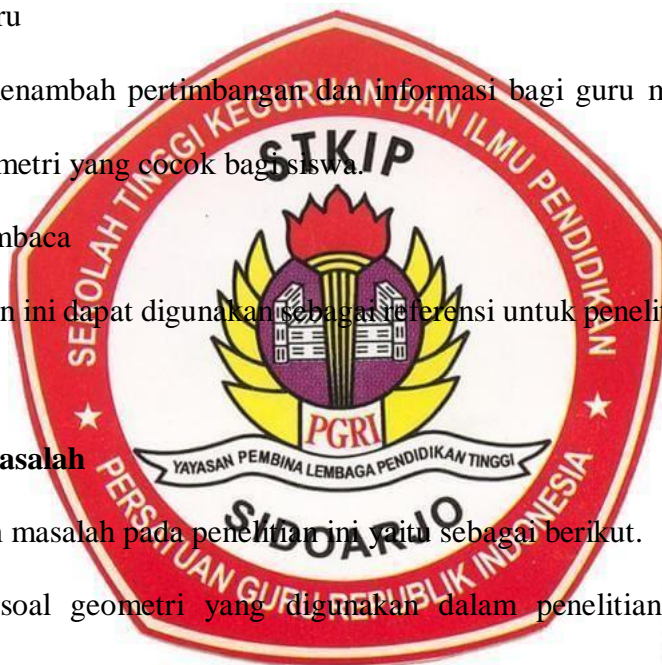 ru
enambah pertimbangan dan informasi bagi guru m
metri yang cocok bagi siswa.
mbaca
n ini dapat digunakan sebagai referensi untuk penelit
asalah
n masalah pada penelitian ini yaitu sebagai berikut.
soal geometri yang digunakan dalam penelitian
SEKOLAH TINGGI KEGURUAN DAN ILMU PENDIDIKAN
STKIP
PGRI
YAYASAN PEMBINA LEMBAGA PENDIDIKAN TINGGI
SIDOARJO
PERSATUAN GURU REPUBLIK INDONESIA